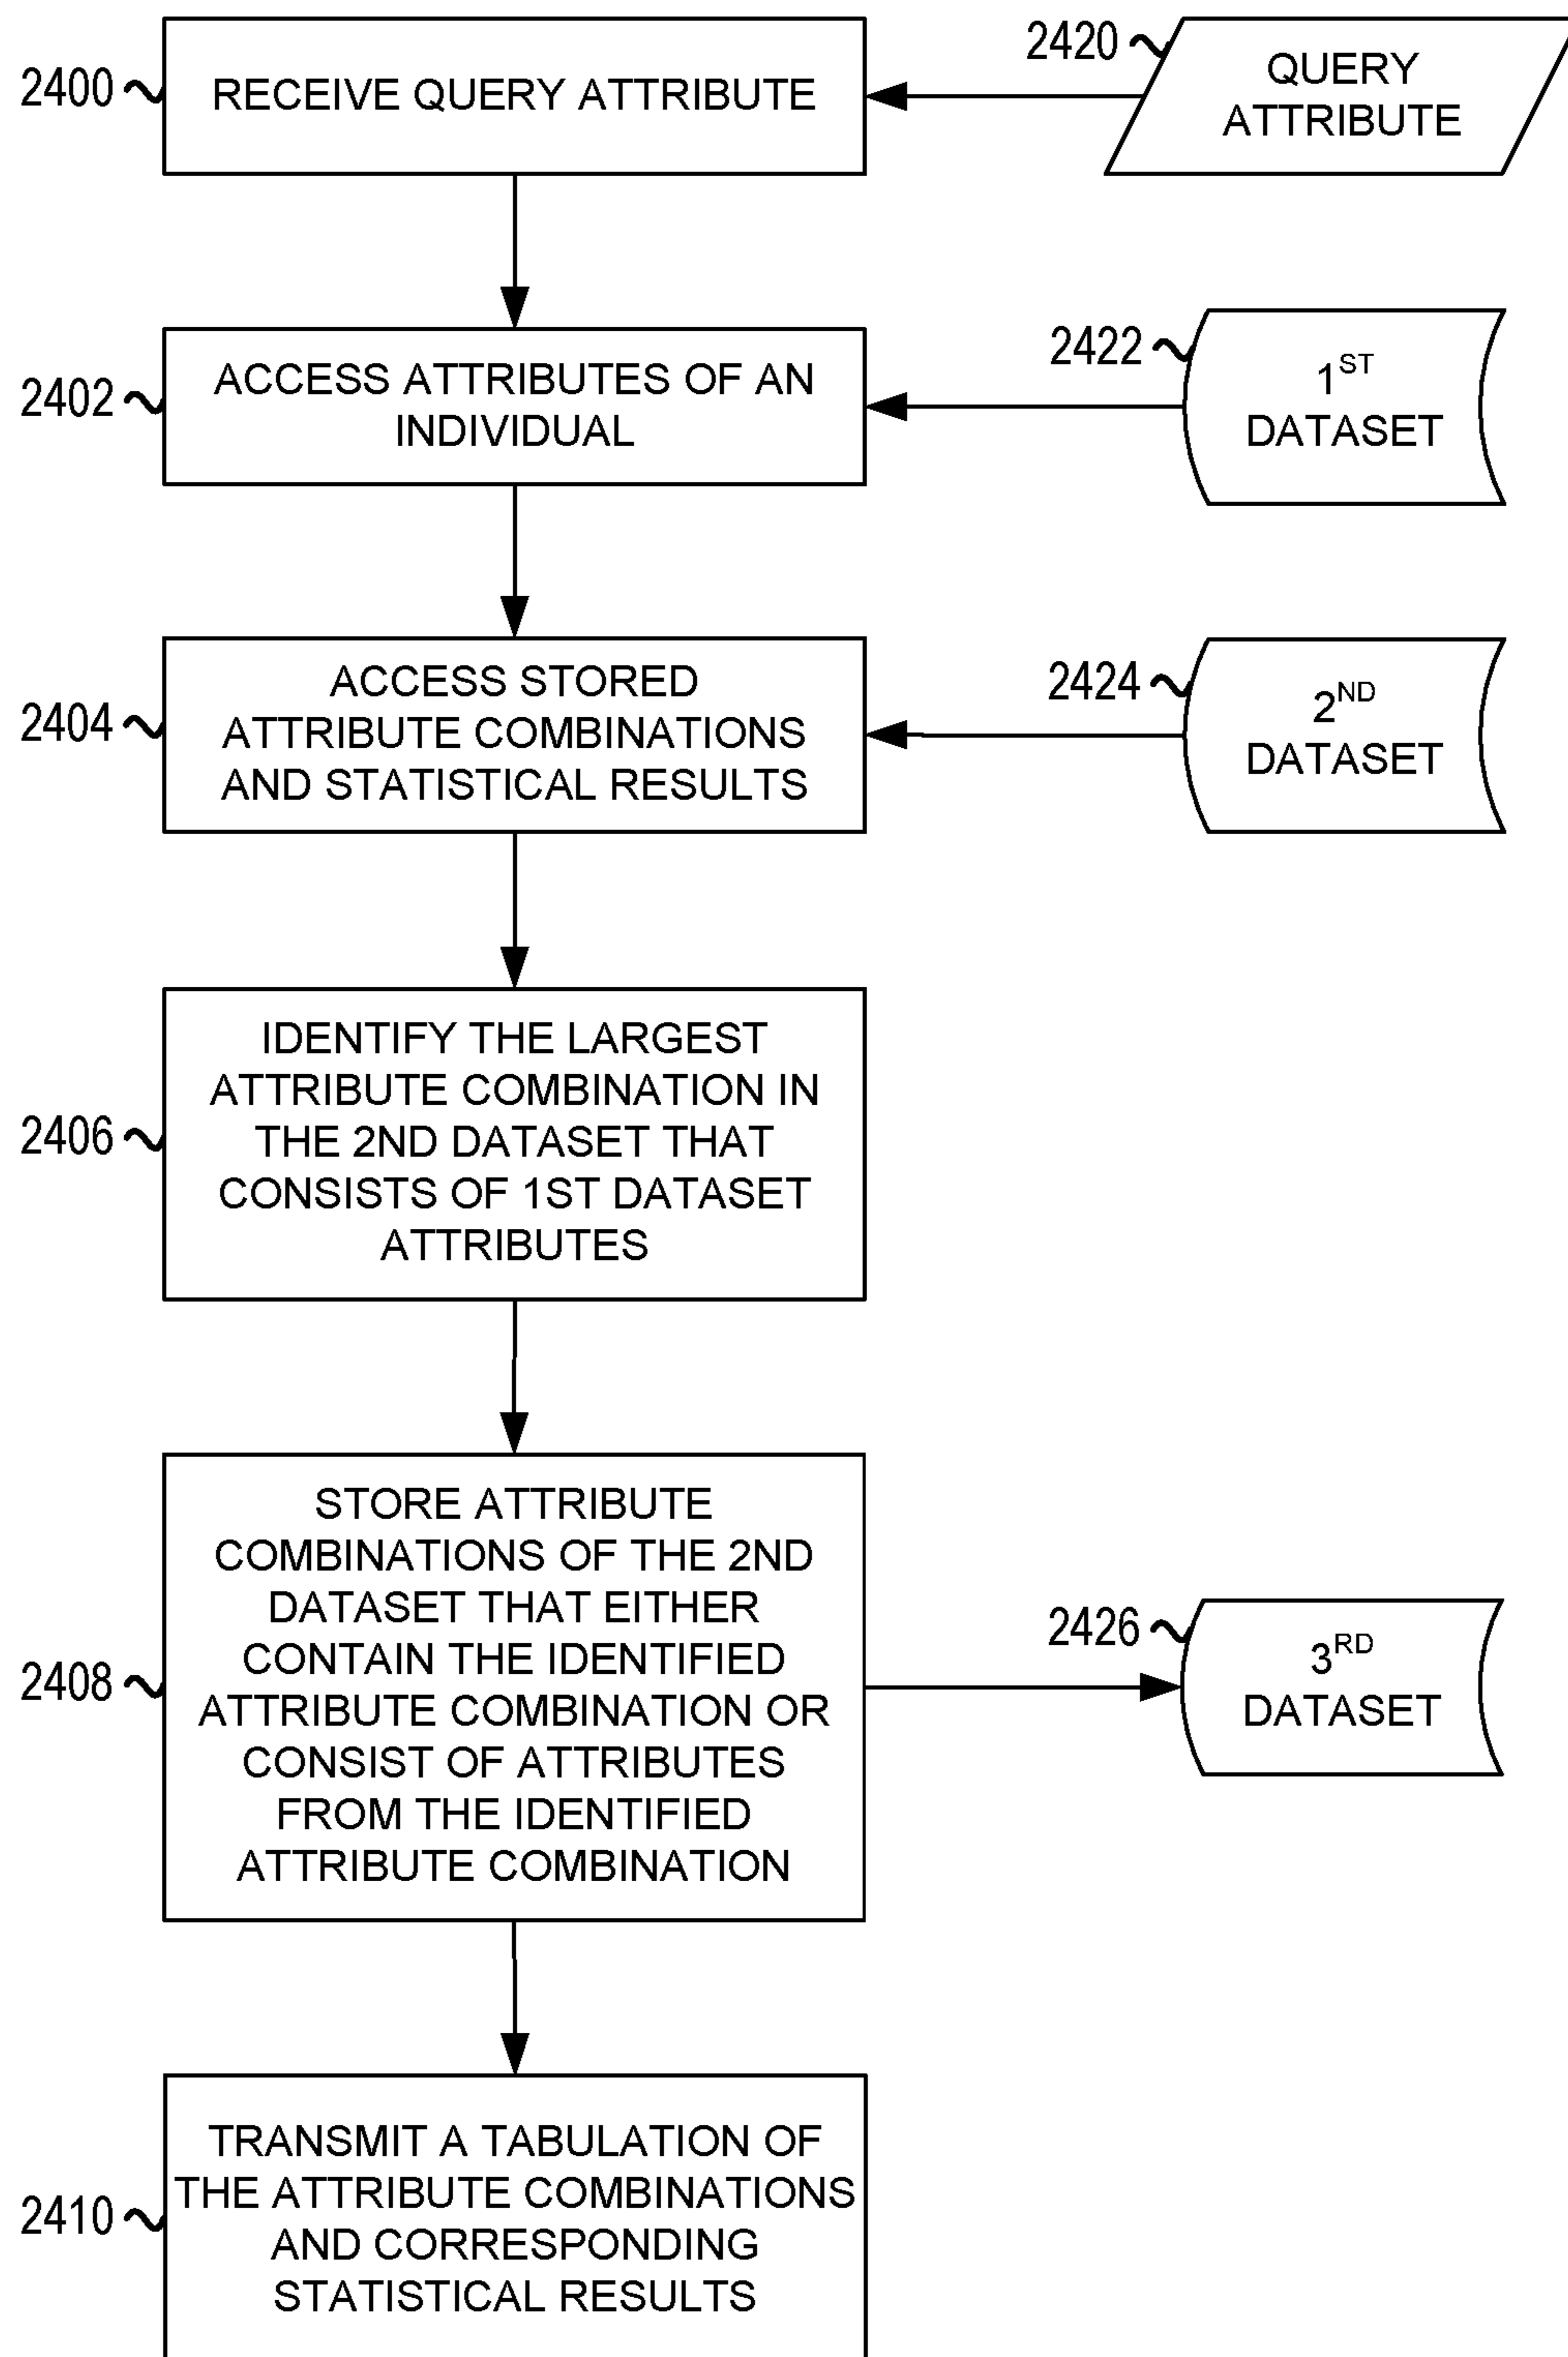 2400
RECEIVE QUERY ATTRIBUTE
2420
QUERY
ATTRIBUTE
2402
ACCESS ATTRIBUTES OF AN
INDIVIDUAL
2422
1ST
DATASET
2404
ACCESS STORED
ATTRIBUTE COMBINATIONS
AND STATISTICAL RESULTS
2424
2ND
DATASET
2406
IDENTIFY THE LARGEST
ATTRIBUTE COMBINATION IN
THE 2ND DATASET THAT
CONSISTS OF 1ST DATASET
ATTRIBUTES
2408
STORE ATTRIBUTE
COMBINATIONS OF THE 2ND
DATASET THAT EITHER
CONTAIN THE IDENTIFIED
ATTRIBUTE COMBINATION OR
CONSIST OF ATTRIBUTES
FROM THE IDENTIFIED
ATTRIBUTE COMBINATION
2426
3RD
DATASET
2410
TRANSMIT A TABULATION OF
THE ATTRIBUTE COMBINATIONS
AND CORRESPONDING
STATISTICAL RESULTS